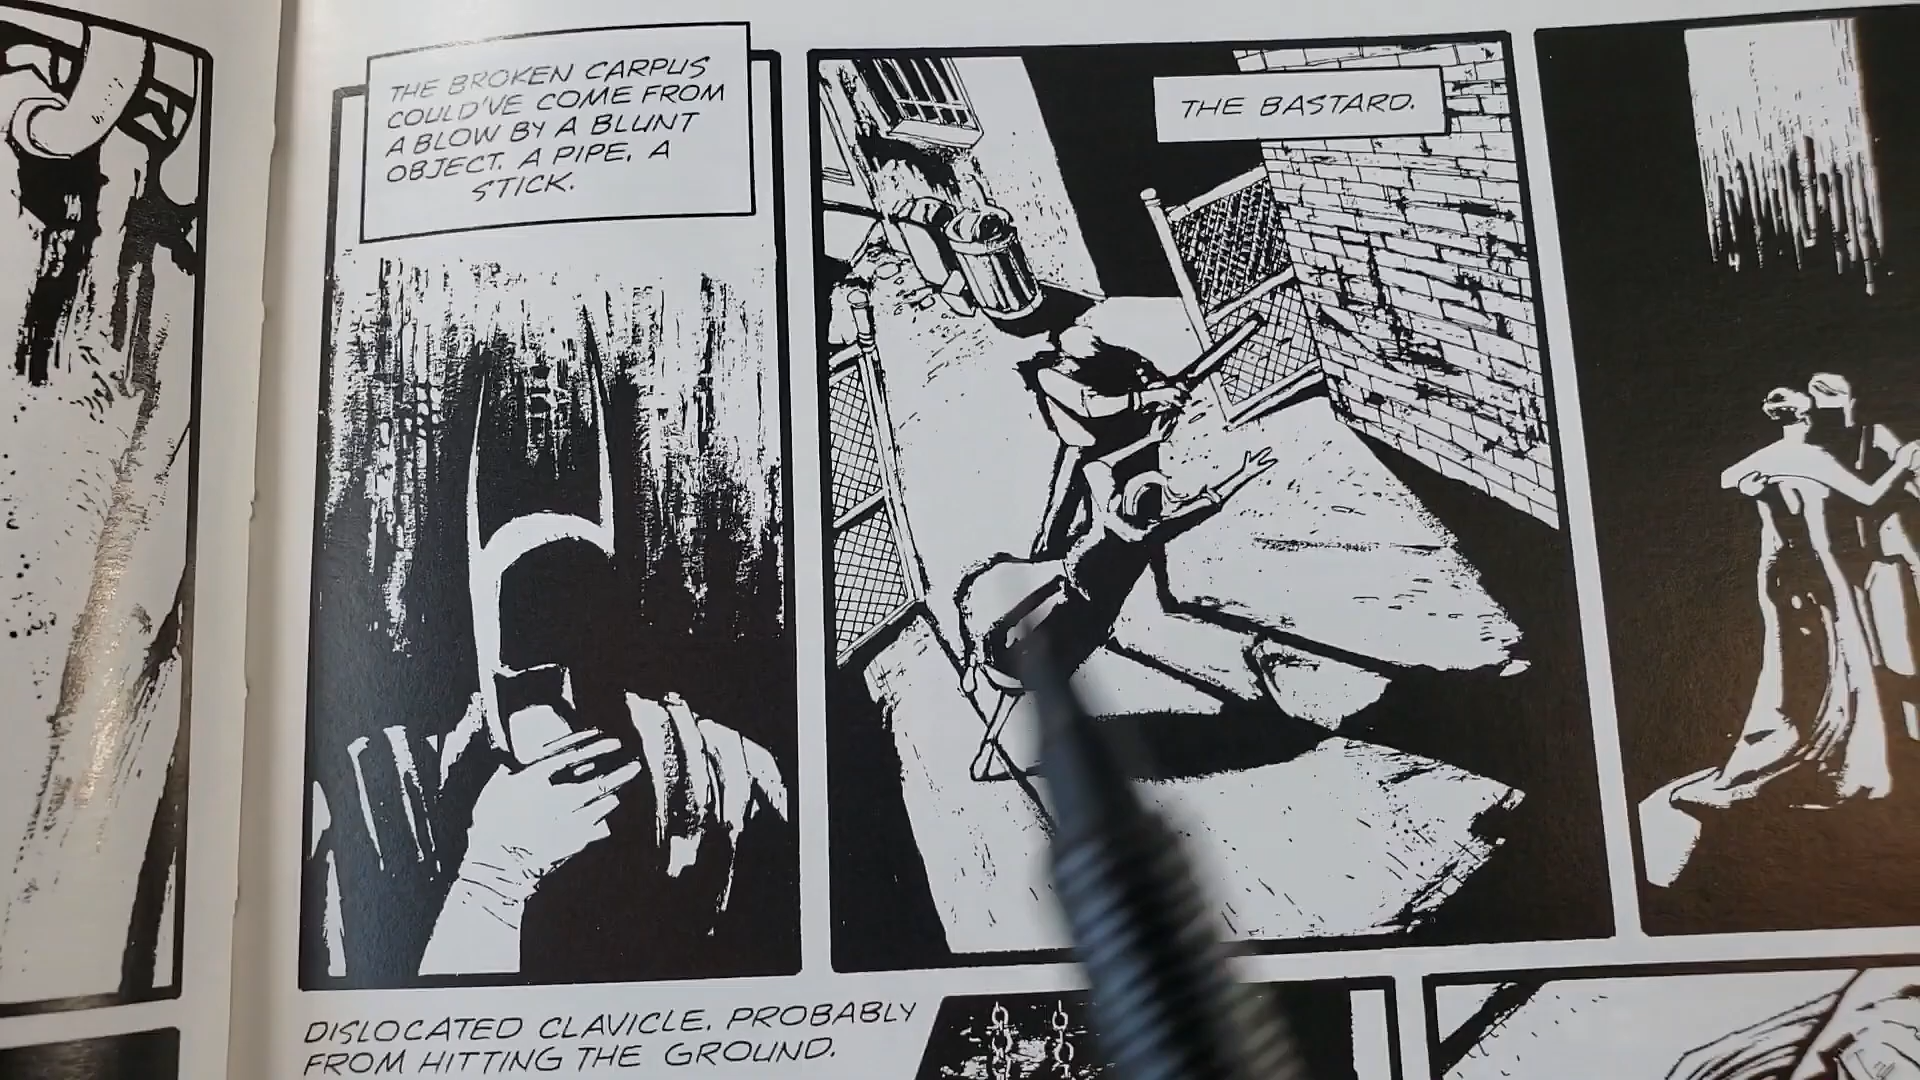 THE BROKEN CARPUS
COULD'VE COME FROM
A BLOW BY A BLUNT
OBJECT. A PIPE, A
STICK.
THE BASTARD.
DISLOCATED CLAVICLE. PROBABLY
FROM HITTING THE GROUND.